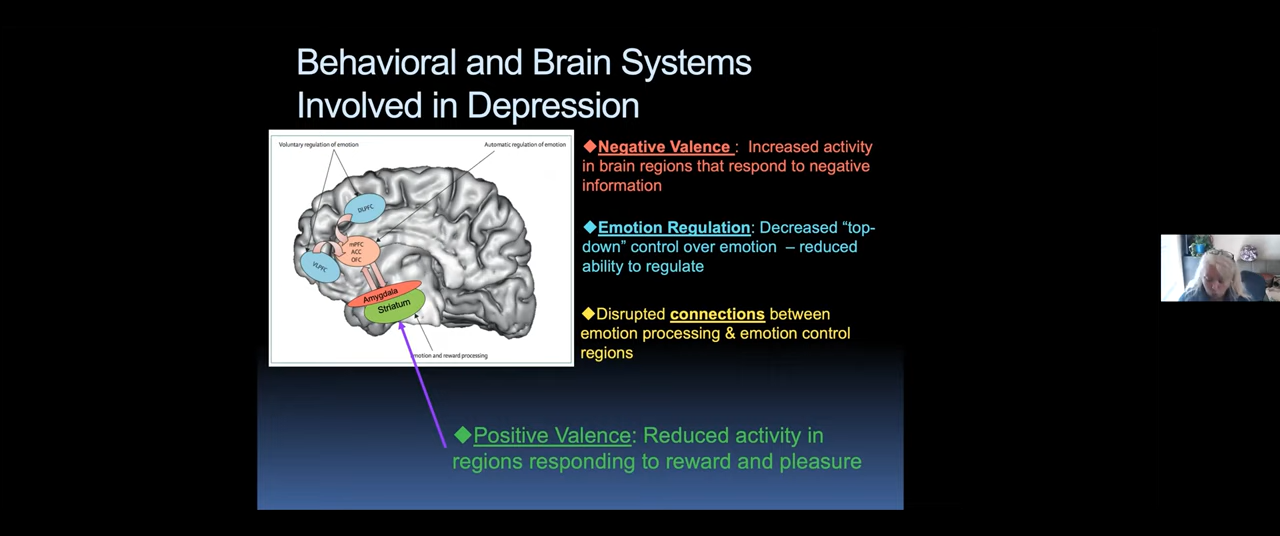 Behavioral and Brain Systems
Involved in Depression
Voluntary regulation of emotion
Automatic regulation of emotion
DLPFC
mPFC
ACC
OFC
VLPFC
Amygdala
Striatum
Emotion and reward processing
◆Negative Valence : Increased activity
in brain regions that respond to negative
information
◆Emotion Regulation: Decreased “top-
down” control over emotion – reduced
ability to regulate
◆Disrupted connections between
emotion processing & emotion control
regions
◆Positive Valence: Reduced activity in
regions responding to reward and pleasure